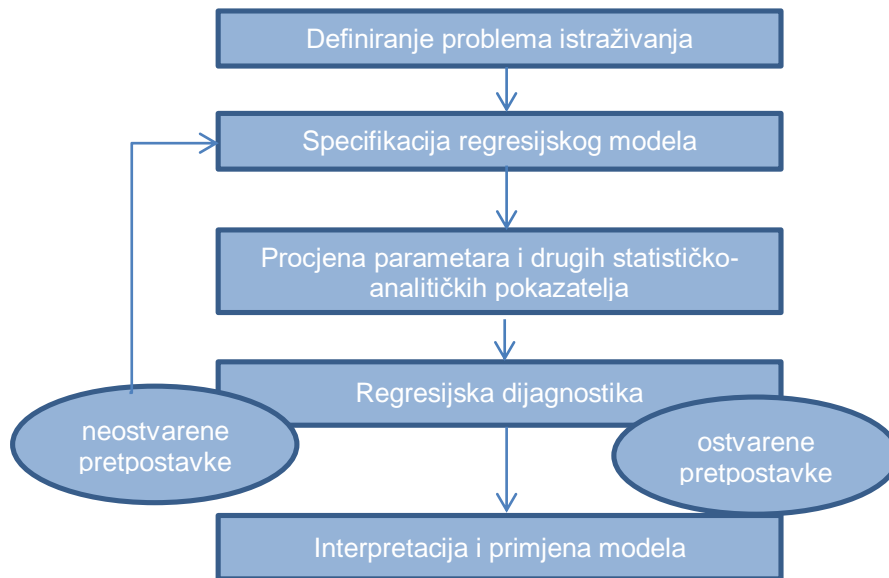 Definiranje problema istraživanja
Specifikacija regresijskog modela
Procjena parametara i drugih statističko-
analitičkih pokazatelja
Regresijska dijagnostika
neostvarene
pretpostavke
ostvarene
pretpostavke
Interpretacija i primjena modela